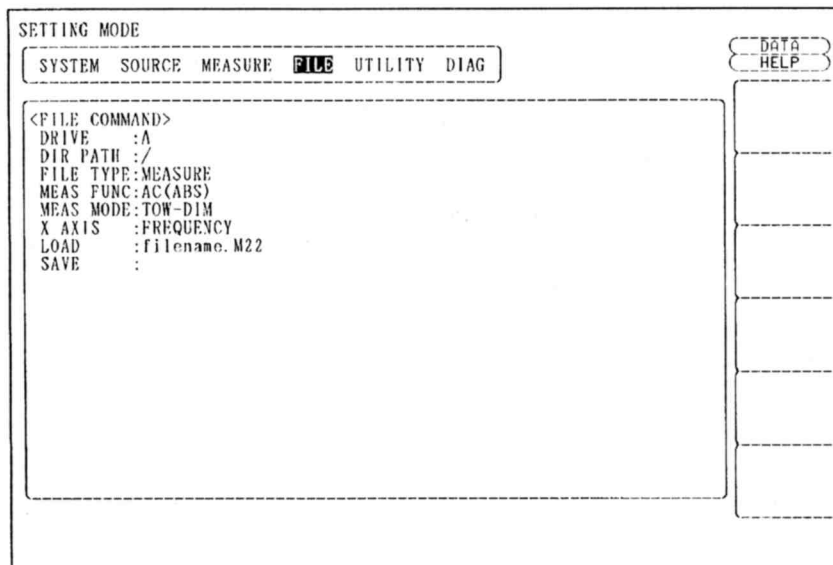 SETTING MODE
SYSTEM SOURCE MEASURE FILE UTILITY DIAG
DATA
HELP
<FILE COMMAND>
DRIVE :A
DIR PATH :/
FILE TYPE:MEASURE
MEAS FUNC:AC(ABS)
MEAS MODE:TOW-DIM
X AXIS :FREQUENCY
LOAD :filename.M22
SAVE :